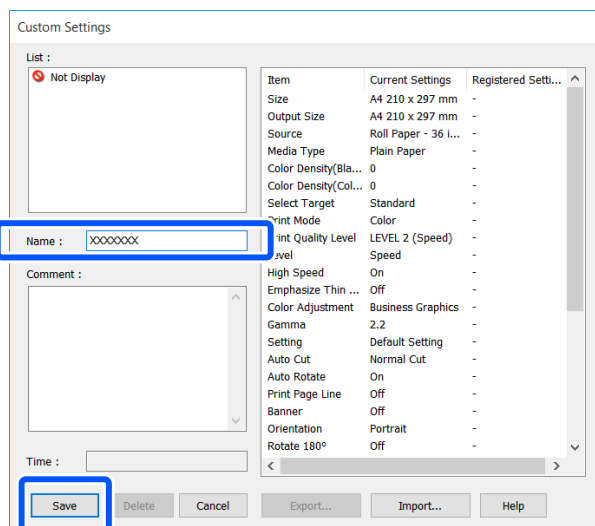 Custom Settings
List :
Not Display
Item Current Settings Registered Setti...
Size A4 210 x 297 mm -
Output Size A4 210 x 297 mm -
Source Roll Paper - 36 i... -
Media Type Plain Paper -
Color Density(Bla... 0 -
Color Density(Col... 0 -
Select Target Standard -
Print Mode Color -
Name : XXXXXXX
Print Quality Level LEVEL 2 (Speed) -
Level Speed -
Comment :
High Speed On -
Emphasize Thin ... Off -
Color Adjustment Business Graphics -
Gamma 2.2 -
Setting Default Setting -
Auto Cut Normal Cut -
Auto Rotate On -
Print Page Line Off -
Banner Off -
Orientation Portrait -
Rotate 180° Off -
Time :
Save Delete Cancel Export... Import... Help